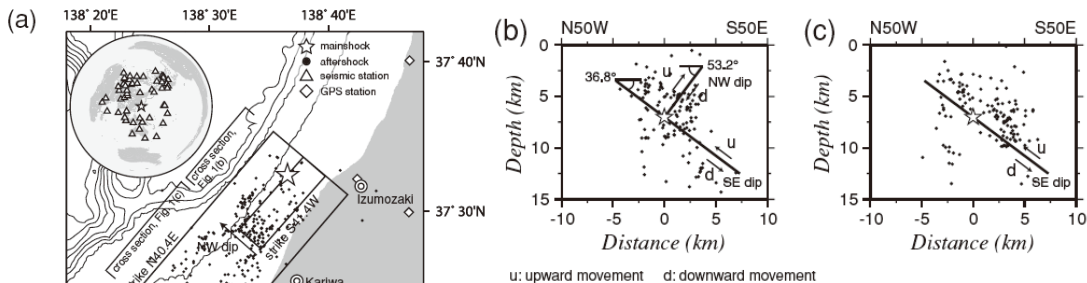 (a)
138˚ 20'E
138˚ 40'E
mainshock
aftershock
seismic station
GPS station
37˚ 40'N
37˚ 30'N
cross section, Fig. 1(b)
cross section, Fig. 1(c)
NW dip
strike S41.4W
strike N40.4E
Izumozaki
Kariwa
(b)
N50W S50E
0
5
10
15
Depth (km)
36.8°
53.2°
NW dip
u
d
u
d
SE dip
-10 -5 0 5 10
Distance (km)
(c)
N50W S50E
0
5
10
15
Depth (km)
u
d
SE dip
-10 -5 0 5 10
Distance (km)
u: upward movement d: downward movement